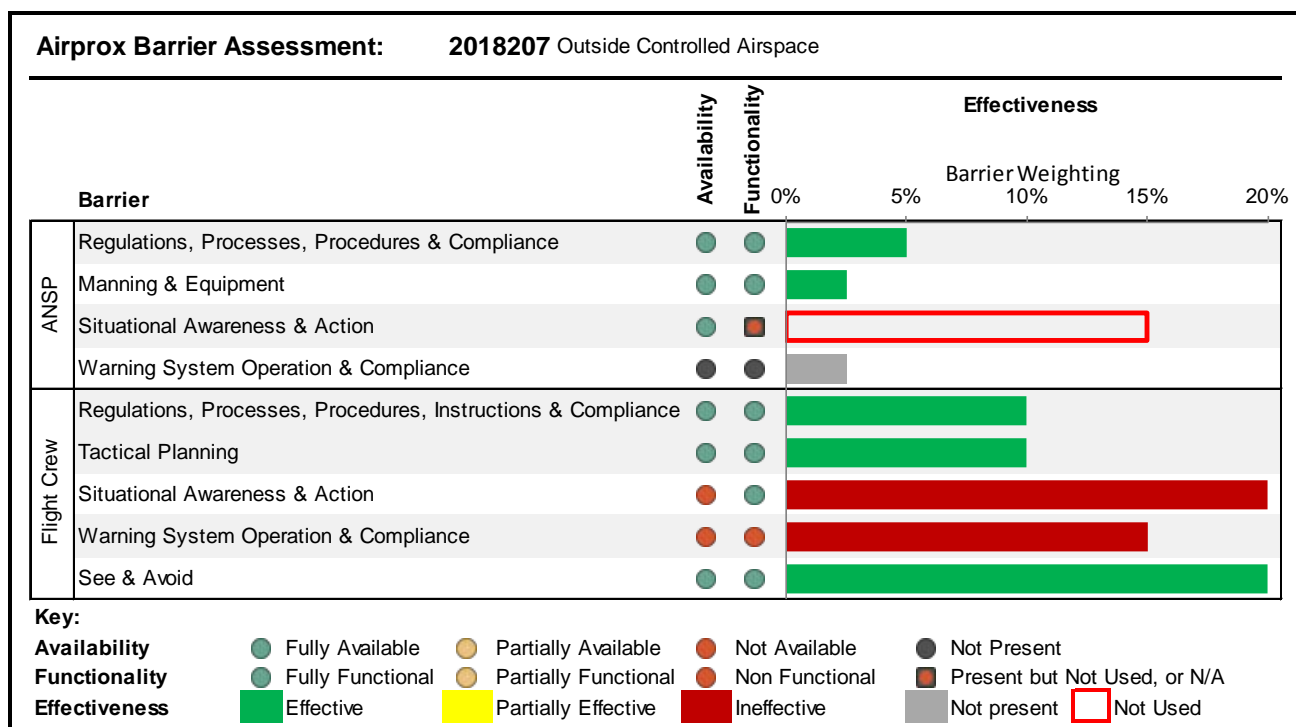 Airprox Barrier Assessment: 2018207 Outside Controlled Airspace
Availability
Functionality
Effectiveness
Barrier Weighting
Barrier
0% 5% 10% 15% 20%
ANSP
Regulations, Processes, Procedures & Compliance
Manning & Equipment
Situational Awareness & Action
Warning System Operation & Compliance
Flight Crew
Regulations, Processes, Procedures, Instructions & Compliance
Tactical Planning
Situational Awareness & Action
Warning System Operation & Compliance
See & Avoid
Key:
Availability Fully Available Partially Available Not Available Not Present
Functionality Fully Functional Partially Functional Non Functional Present but Not Used, or N/A
Effectiveness Effective Partially Effective Ineffective Not present Not Used